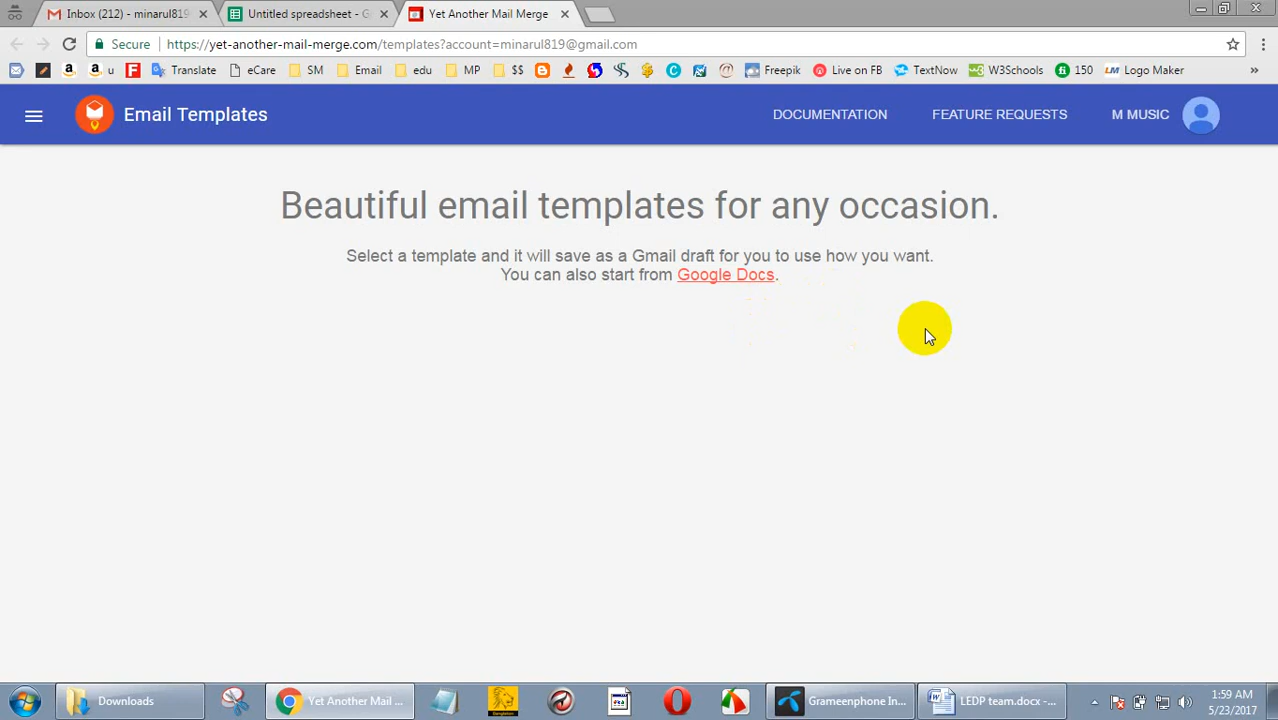 Inbox (212) - minarul819
Untitled spreadsheet - G
Yet Another Mail Merge
Secure
https://yet-another-mail-merge.com/templates?account=minarul819@gmail.com
a
a u
F
Translate
eCare
SM
Email
edu
MP
$$
Freepik
Live on FB
TextNow
W3Schools
fi 150
LM Logo Maker
»
Email Templates
DOCUMENTATION
FEATURE REQUESTS
M MUSIC
Beautiful email templates for any occasion.
Select a template and it will save as a Gmail draft for you to use how you want.
You can also start from Google Docs.
Downloads
Yet Another Mail ...
Grameenphone In...
LEDP team.docx -...
1:59 AM
5/23/2017